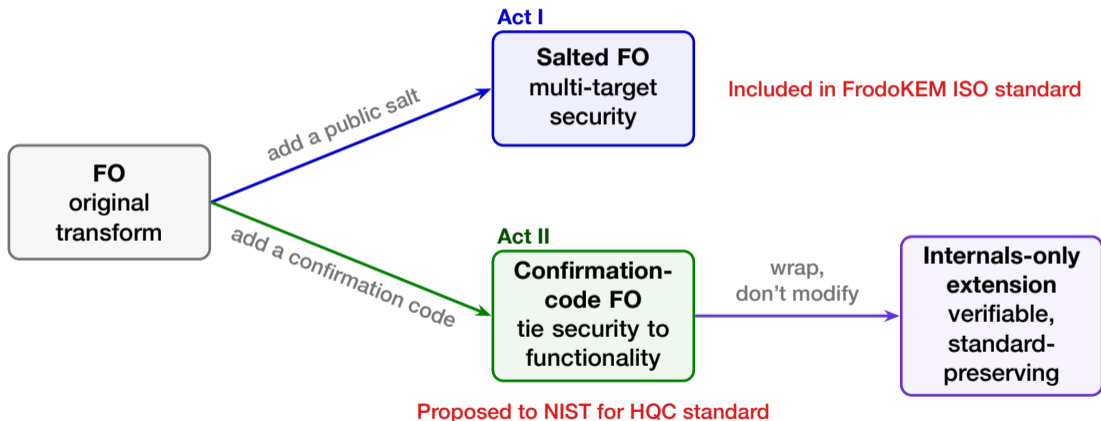 Act I
Salted FO
multi-target
security
Included in FrodoKEM ISO standard
add a public salt
FO
original
transform
add a confirmation code
Act II
Confirmation-
code FO
tie security to
functionality
Proposed to NIST for HQC standard
wrap,
don't modify
Internals-only
extension
verifiable,
standard-
preserving